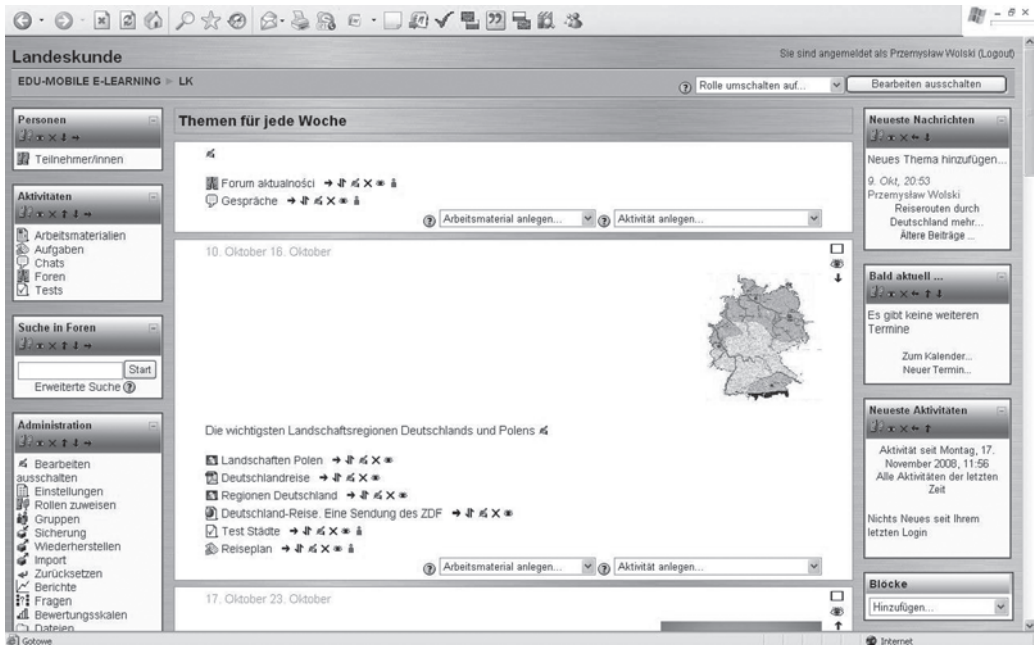 Landeskunde
Sie sind angemeldet als Przemysław Wolski (Logout)
EDU-MOBILE E-LEARNING ► LK
Rolle umschalten auf...
Bearbeiten ausschalten
Personen
Teilnehmer/innen
Aktivitäten
Arbeitsmaterialien
Aufgaben
Chats
Foren
Tests
Suche in Foren
Start
Erweiterte Suche
Administration
Bearbeiten
ausschalten
Einstellungen
Rollen zuweisen
Gruppen
Sicherung
Wiederherstellen
Import
Zurücksetzen
Berichte
Fragen
Bewertungsskalen
Dateien
Themen für jede Woche
Forum aktualności
Gespräche
Arbeitsmaterial anlegen...
Aktivität anlegen...
10. Oktober 16. Oktober
Die wichtigsten Landschaftsregionen Deutschlands und Polens
Landschaften Polen
Deutschlandreise
Regionen Deutschland
Deutschland-Reise. Eine Sendung des ZDF
Test Städte
Reiseplan
Arbeitsmaterial anlegen...
Aktivität anlegen...
17. Oktober 23. Oktober
Neueste Nachrichten
Neues Thema hinzufügen...
9. Okt, 20:53
Przemysław Wolski
Reiserouten durch
Deutschland mehr...
Ältere Beiträge ...
Bald aktuell ...
Es gibt keine weiteren
Termine
Zum Kalender...
Neuer Termin...
Neueste Aktivitäten
Aktivität seit Montag, 17.
November 2008, 11:56
Alle Aktivitäten der letzten
Zeit
Nichts Neues seit Ihrem
letzten Login
Blöcke
Hinzufügen...
Gotowe
Internet